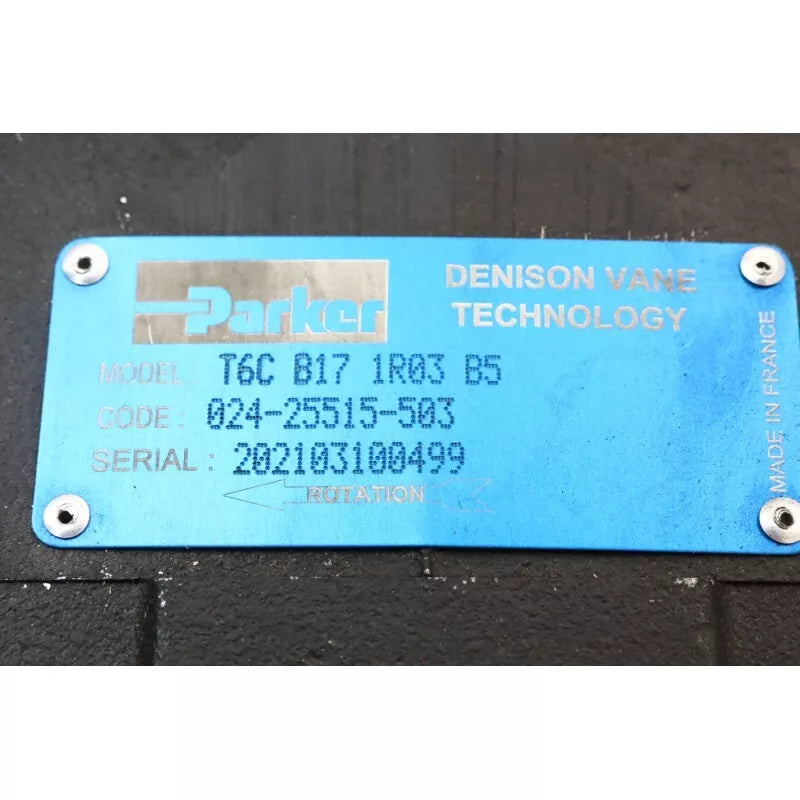 Parker
DENISON VANE
TECHNOLOGY
MODEL : T6C B17 1R03 B5
CODE : 024-25515-503
SERIAL : 202103100499
ROTATION
MADE IN FRANCE